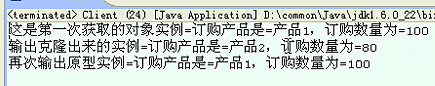 <terminated> Client (24) [Java Application] D:\common\Java\jdk1.6.0_22\bi
这是第一次获取的对象实例=订购产品是=产品1，订购数量为=100
输出克隆出来的实例=订购产品是=产品2，订购数量为=80
再次输出原型实例=订购产品是=产品1，订购数量为=100